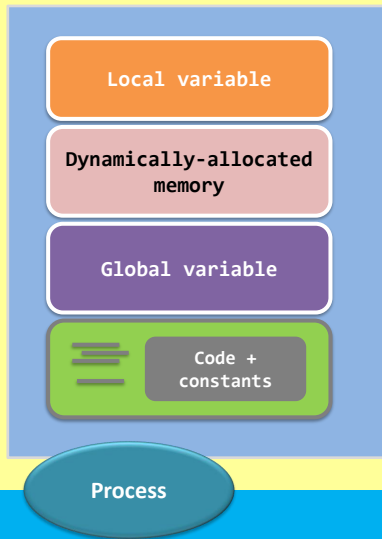 Local variable
Dynamically-allocated
memory
Global variable
Code +
constants
Process